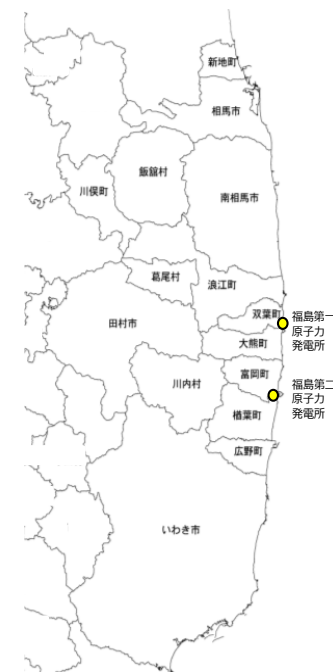 新地町
相馬市
飯舘村
川俣町
南相馬市
葛尾村
浪江町
双葉町
福島第一
原子力
発電所
田村市
大熊町
富岡町
川内村
福島第二
原子力
発電所
楢葉町
広野町
いわき市